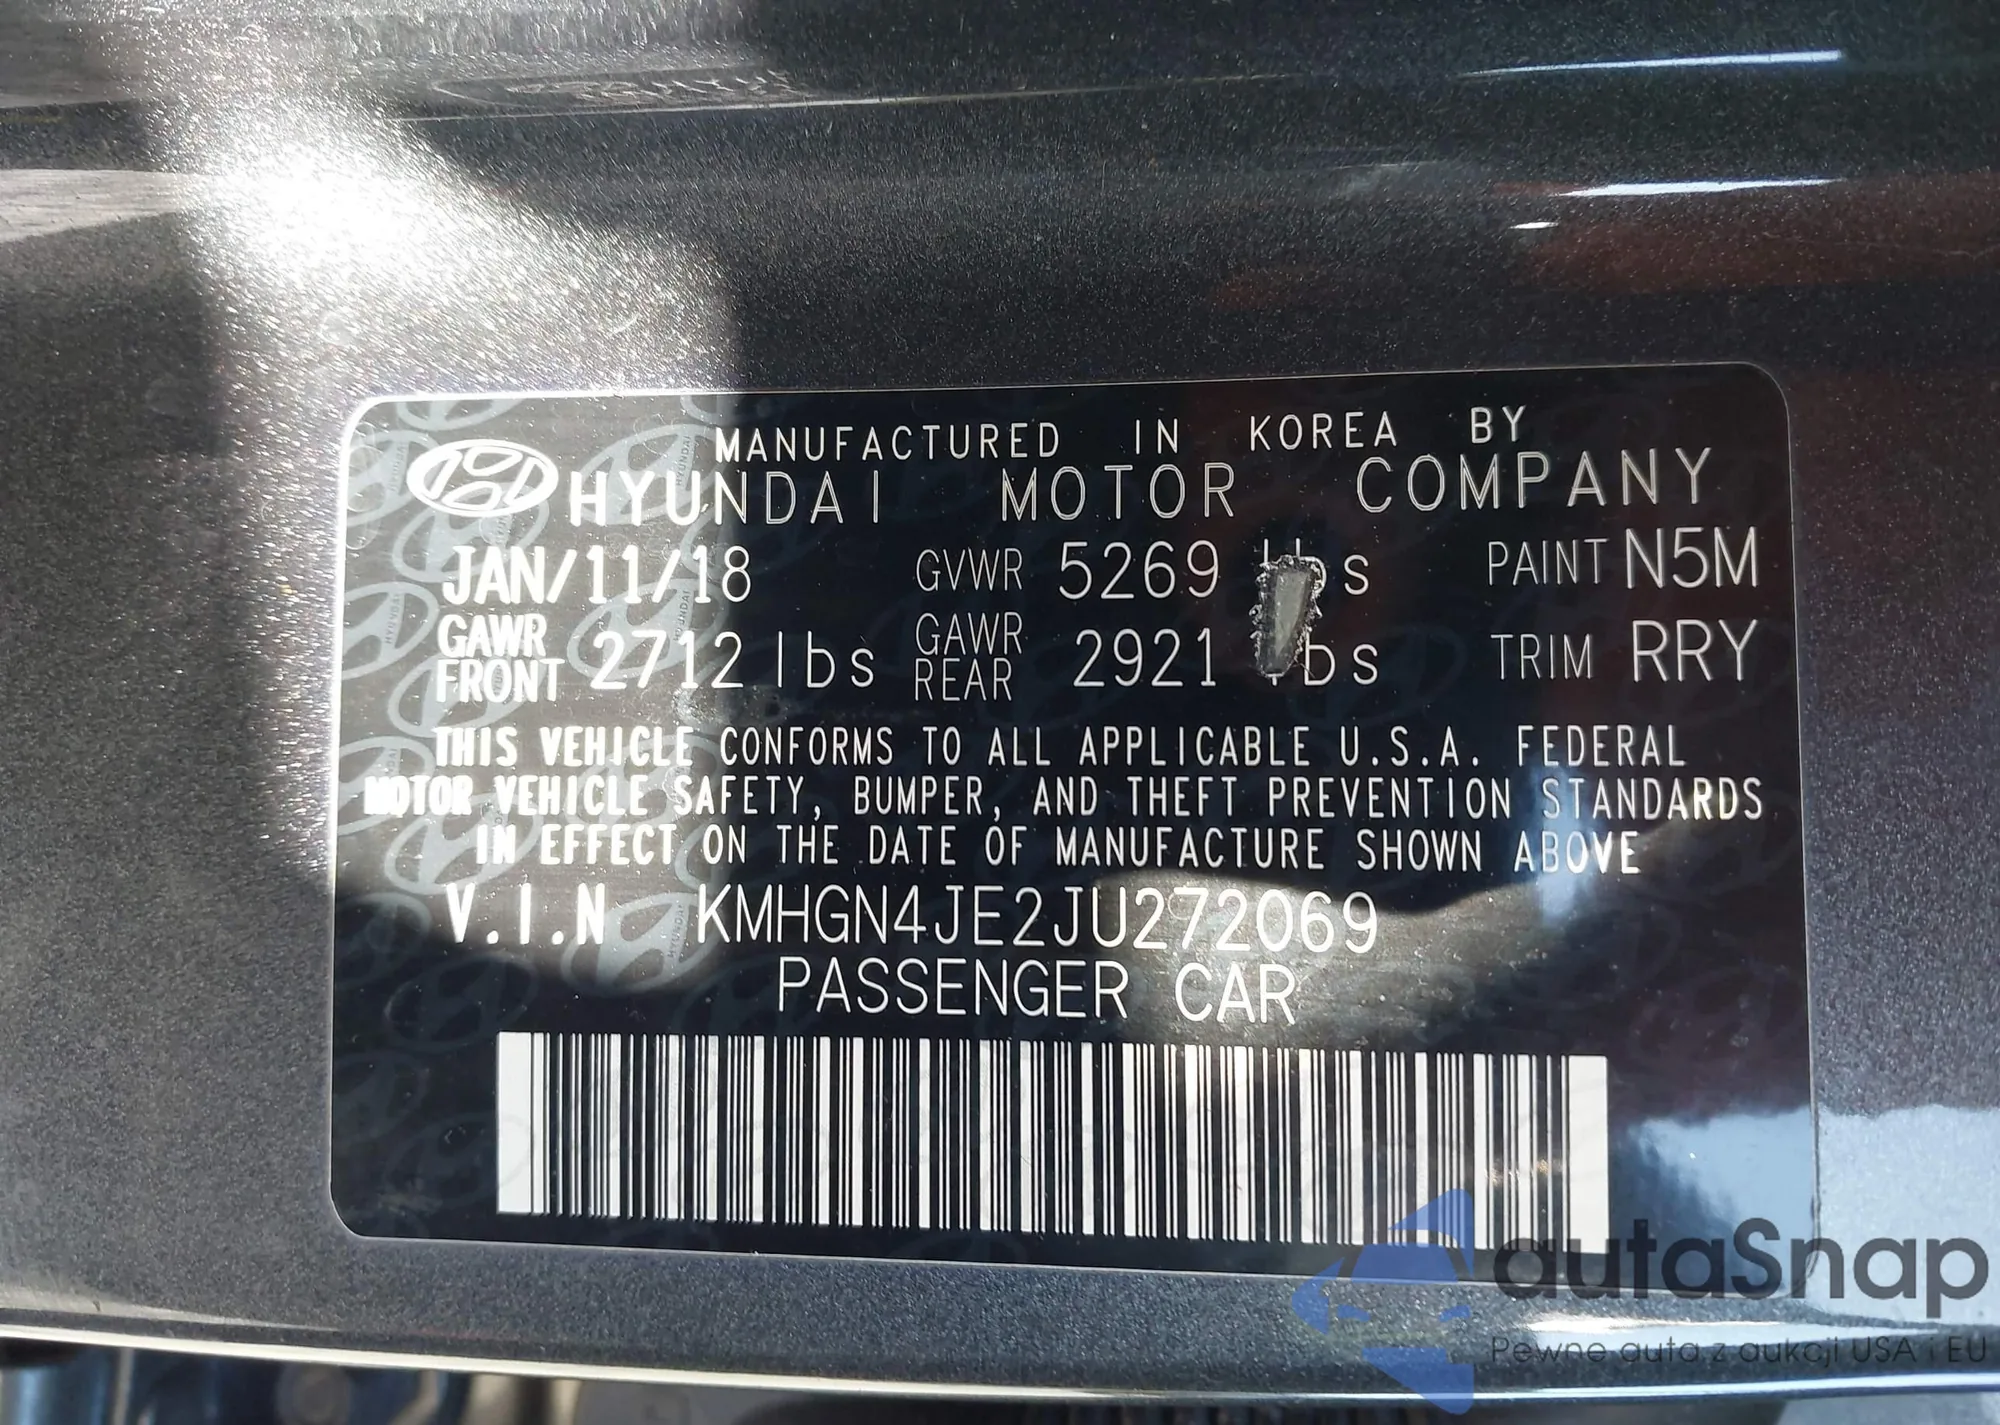 MANUFACTURED IN KOREA BY
HYUNDAI MOTOR COMPANY
JAN/11/18 GVWR 5269 lbs PAINT N5M
GAWR FRONT 2712 lbs GAWR REAR 2921 lbs TRIM RRY
THIS VEHICLE CONFORMS TO ALL APPLICABLE U.S.A. FEDERAL
MOTOR VEHICLE SAFETY, BUMPER, AND THEFT PREVENTION STANDARDS
IN EFFECT ON THE DATE OF MANUFACTURE SHOWN ABOVE
V.I.N KMHGN4JE2JU272069
PASSENGER CAR
autaSnap
Pewne auta z aukcji USA i EU